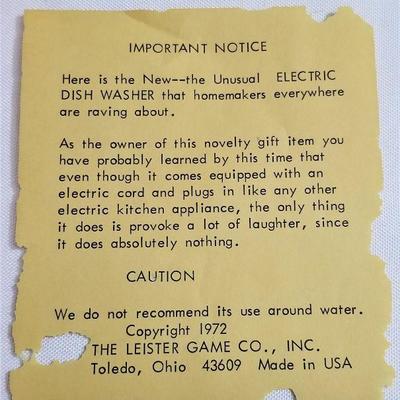 IMPORTANT NOTICE
Here is the New--the Unusual ELECTRIC
DISH WASHER that homemakers everywhere
are raving about.
As the owner of this novelty gift item you
have probably learned by this time that
even though it comes equipped with an
electric cord and plugs in like any other
electric kitchen appliance, the only thing
it does is provoke a lot of laughter, since
it does absolutely nothing.
CAUTION
We do not recommend its use around water.
Copyright 1972
THE LEISTER GAME CO., INC.
Toledo, Ohio 43609 Made in USA